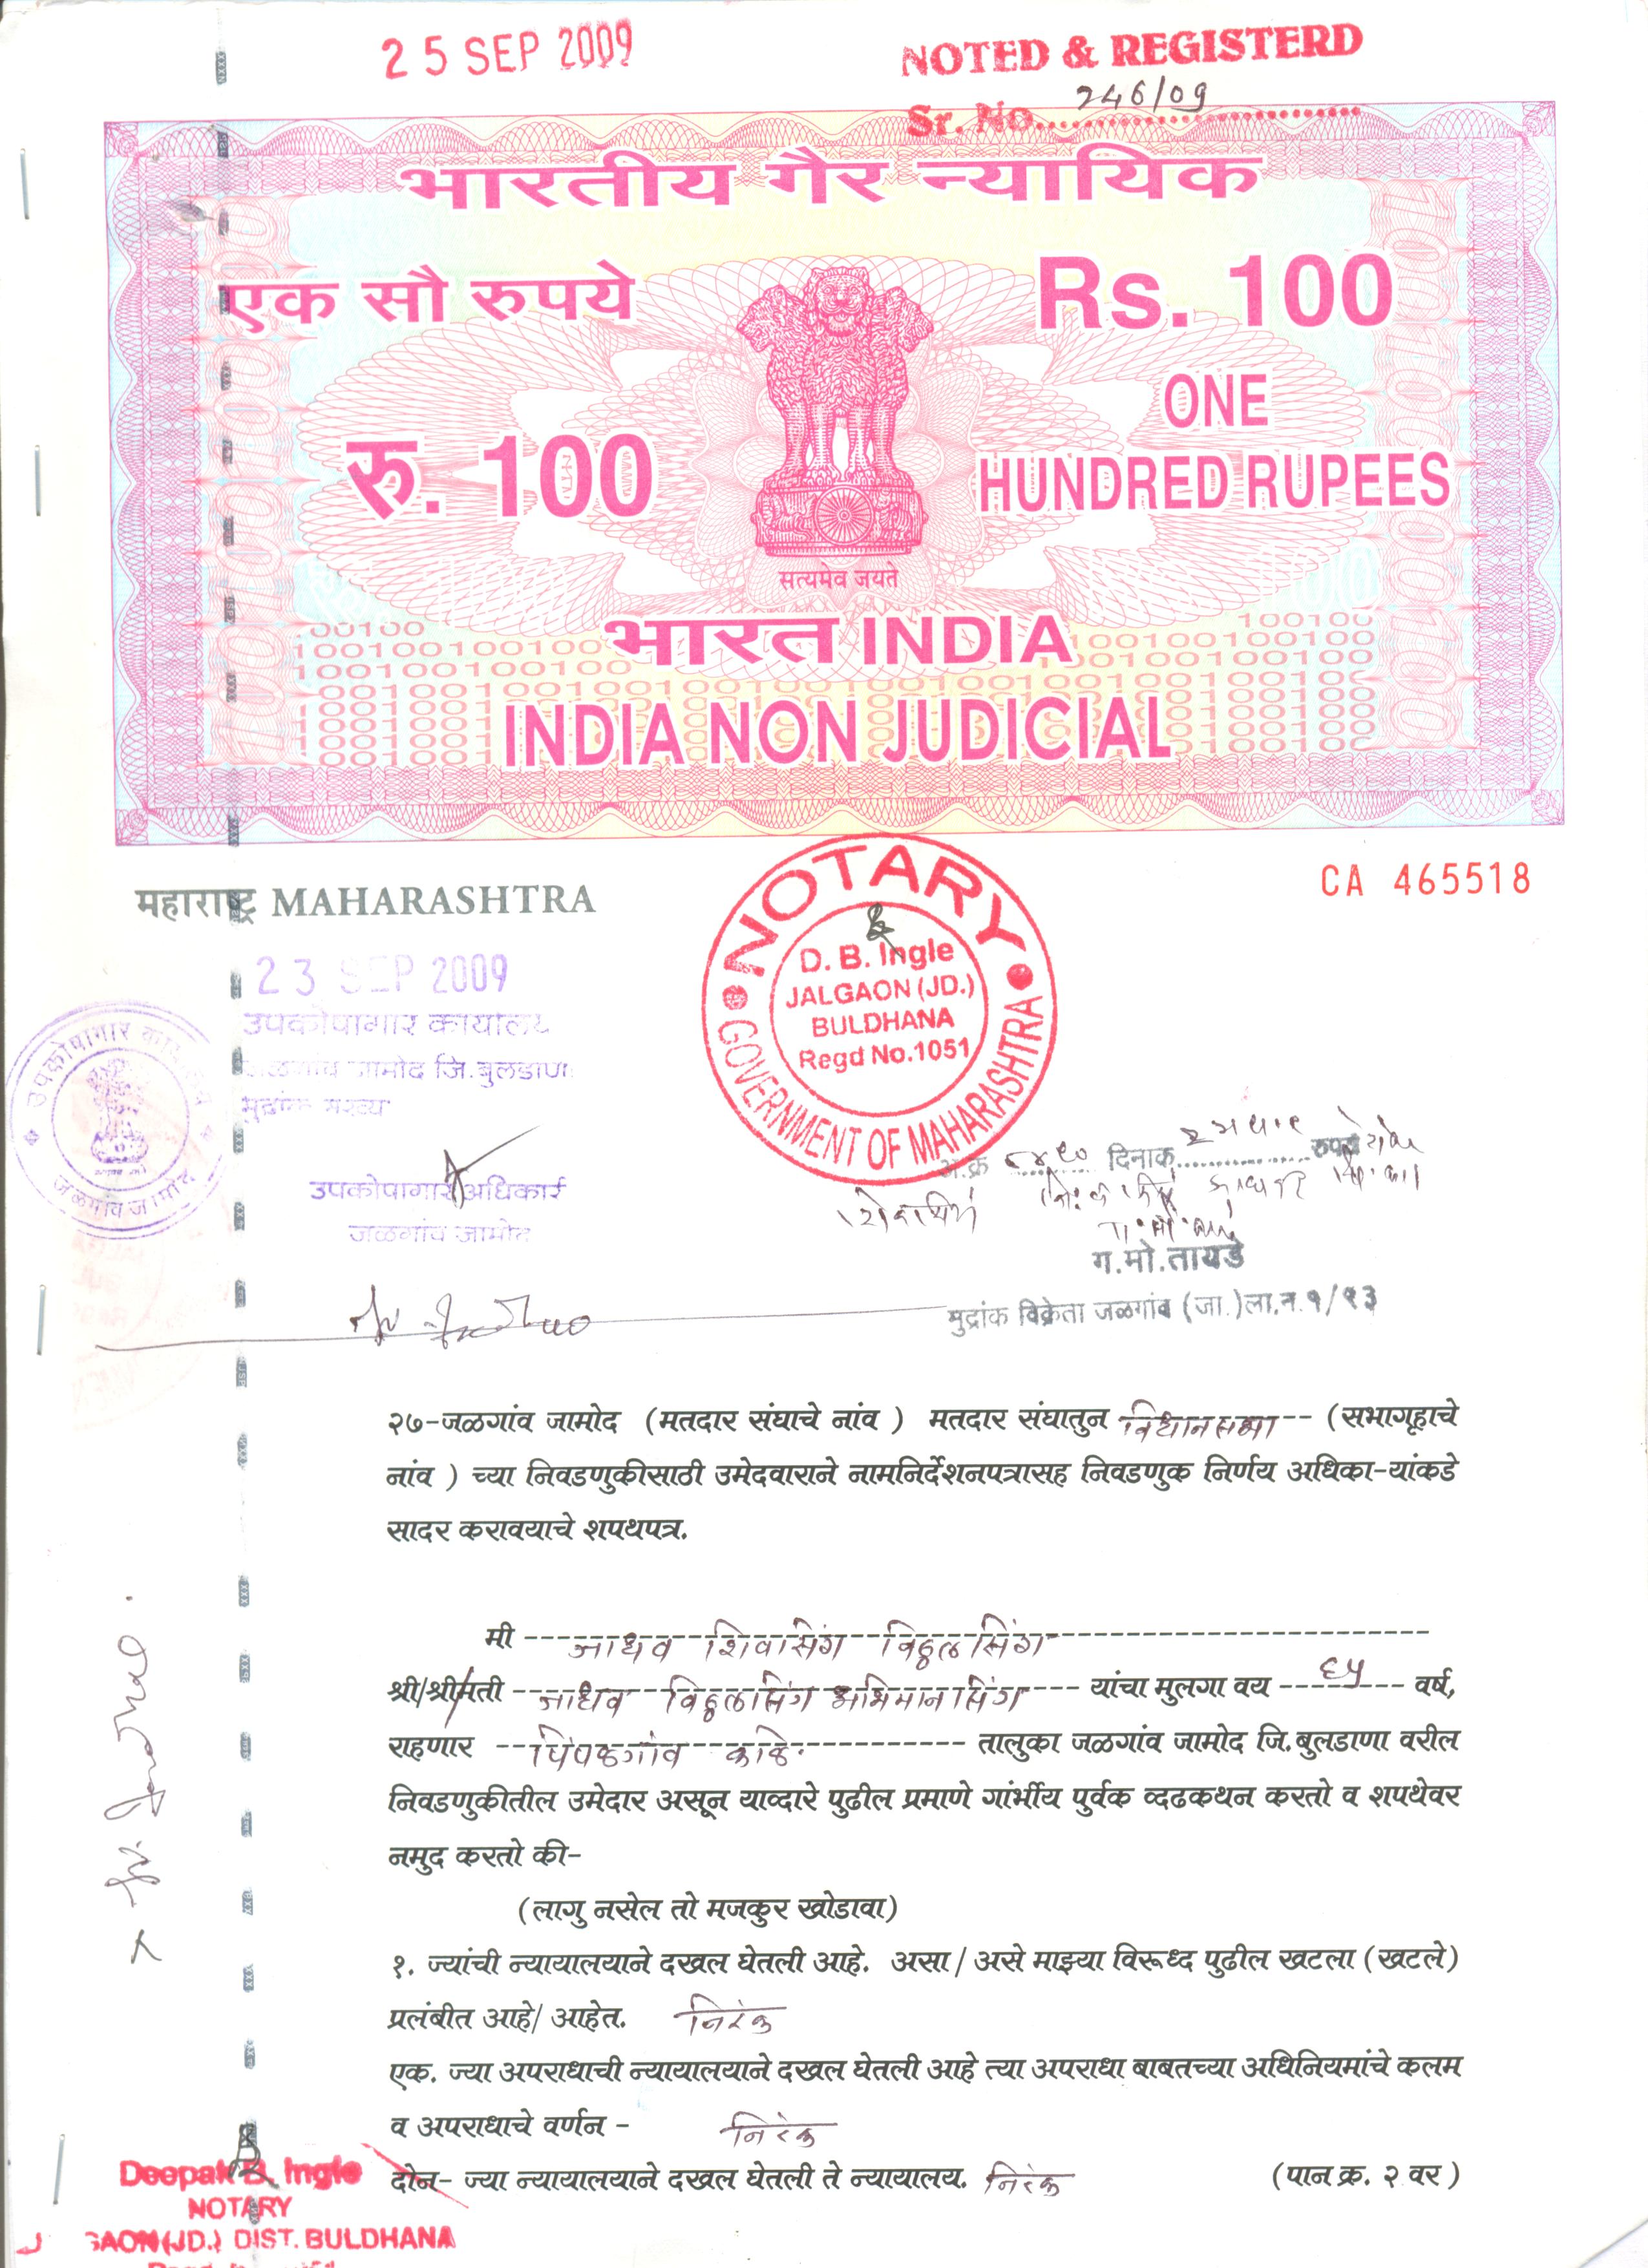 25 SEP 2009
NOTED & REGISTERD
Sr. No. 246/09
भारतीय गैर न्यायिक
एक सौ रुपये
Rs. 100
रु. 100
ONE
HUNDRED RUPEES
सत्यमेव जयते
भारत INDIA
INDIA NON JUDICIAL
महाराष्ट्र MAHARASHTRA
CA 465518
NOTARY
D. B. Ingle
JALGAON (JD.)
BULDHANA
Regd No.1051
GOVERNMENT OF MAHARASHTRA
23 SEP 2009
उपकोषागार कार्यालय
जळगांव जामोद जि.बुलडाणा
उपकोषागार अधिकारी
जळगांव जामोद
अ.क्र दिनांक रुपये
ग.मो.तायडे
मुद्रांक विक्रेता जळगांव (जा.)ला.न.१/९३
२७-जळगांव जामोद (मतदार संघाचे नांव ) मतदार संघातुन विधानसभा (सभागृहाचे
नांव ) च्या निवडणुकीसाठी उमेदवाराने नामनिर्देशनपत्रासह निवडणुक निर्णय अधिका-यांकडे
सादर करावयाचे शपथपत्र.
मी जाधव शिवासिंग विठ्ठलसिंग
श्री/श्रीमती जाधव विठ्ठलसिंग अभिमानसिंग यांचा मुलगा वय ६५ वर्ष,
राहणार पिंपळगांव काळे. तालुका जळगांव जामोद जि.बुलडाणा वरील
निवडणुकीतील उमेदार असून याव्दारे पुढील प्रमाणे गांर्भीय पुर्वक व्दढकथन करतो व शपथेवर
नमुद करतो की-
(लागु नसेल तो मजकुर खोडावा)
१. ज्यांची न्यायालयाने दखल घेतली आहे. असा / असे माझ्या विरूध्द पुढील खटला (खटले)
प्रलंबीत आहे/ आहेत. निरंक
एक. ज्या अपराधाची न्यायालयाने दखल घेतली आहे त्या अपराधा बाबतच्या अधिनियमांचे कलम
व अपराधाचे वर्णन - निरंक
दोन- ज्या न्यायालयाने दखल घेतली ते न्यायालय. निरंक (पान क्र. २ वर )
Deepak B. Ingle
NOTARY
GAON(JD.) DIST. BULDHANA